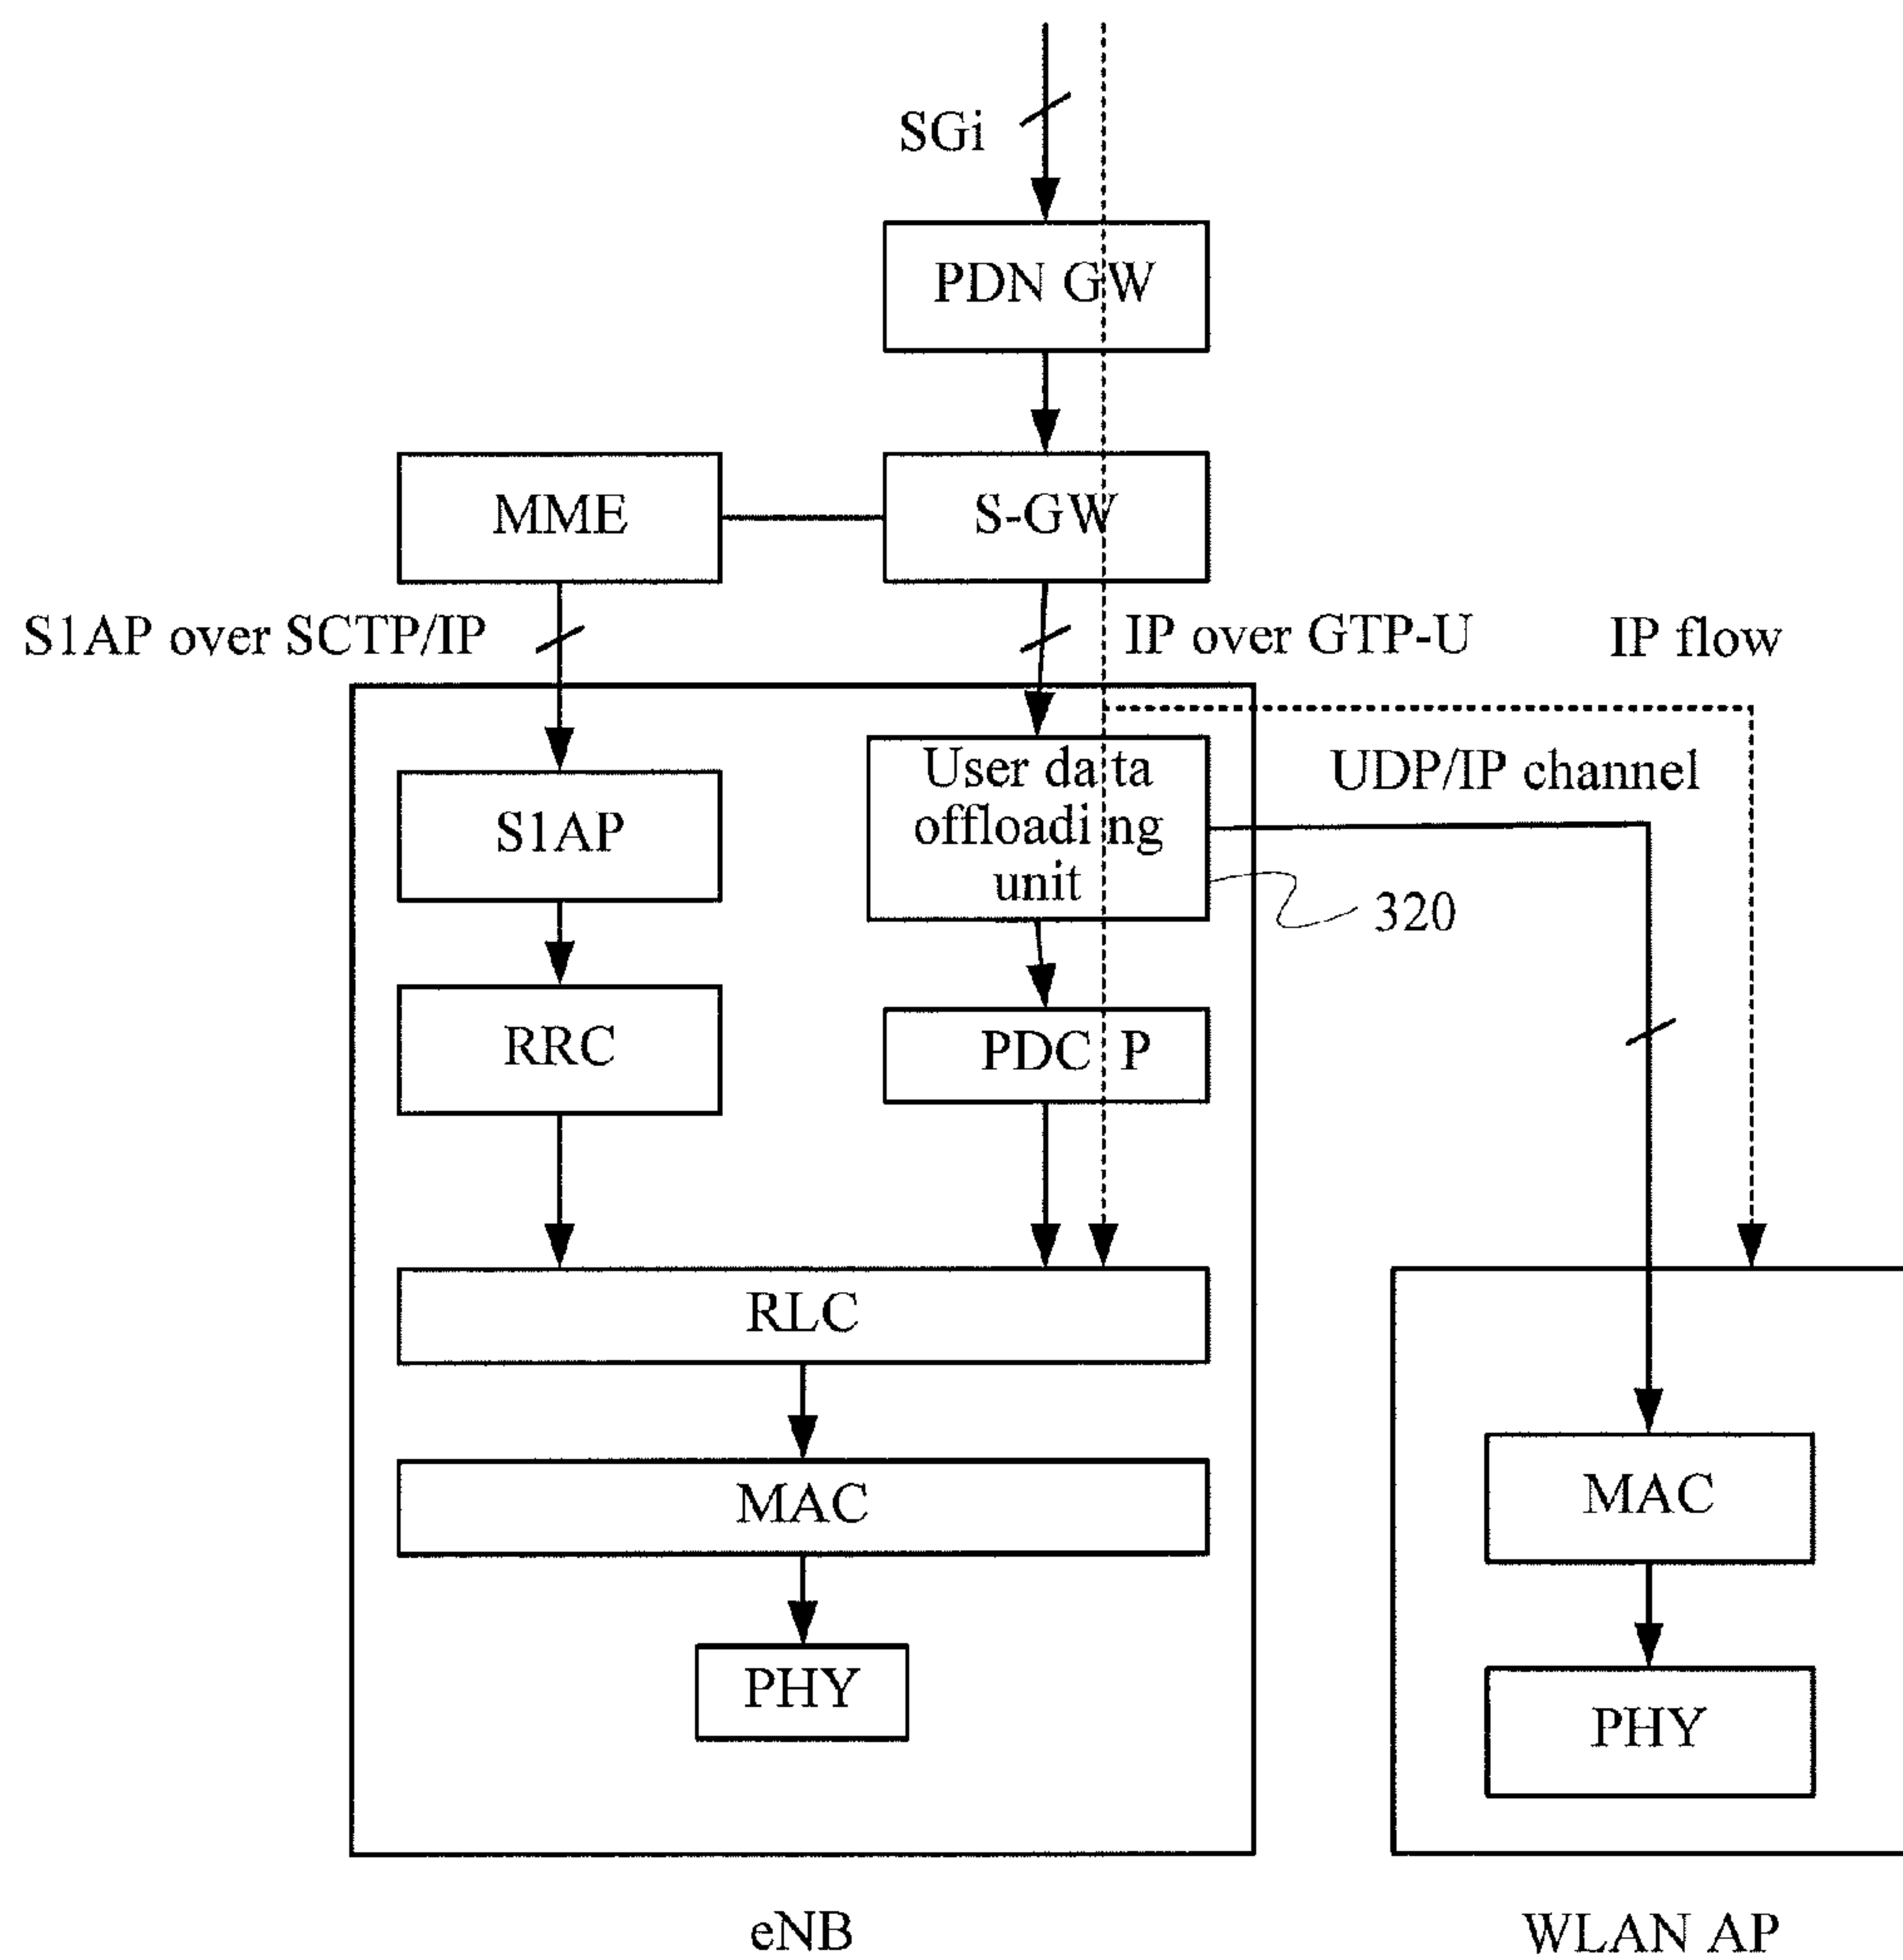 SGi
PDN GW
MME
S-GW
S1AP over SCTP/IP
IP over GTP-U
IP flow
User data
offloading
unit
UDP/IP channel
S1AP
320
RRC
PDCP
RLC
MAC
MAC
PHY
PHY
eNB
WLAN AP